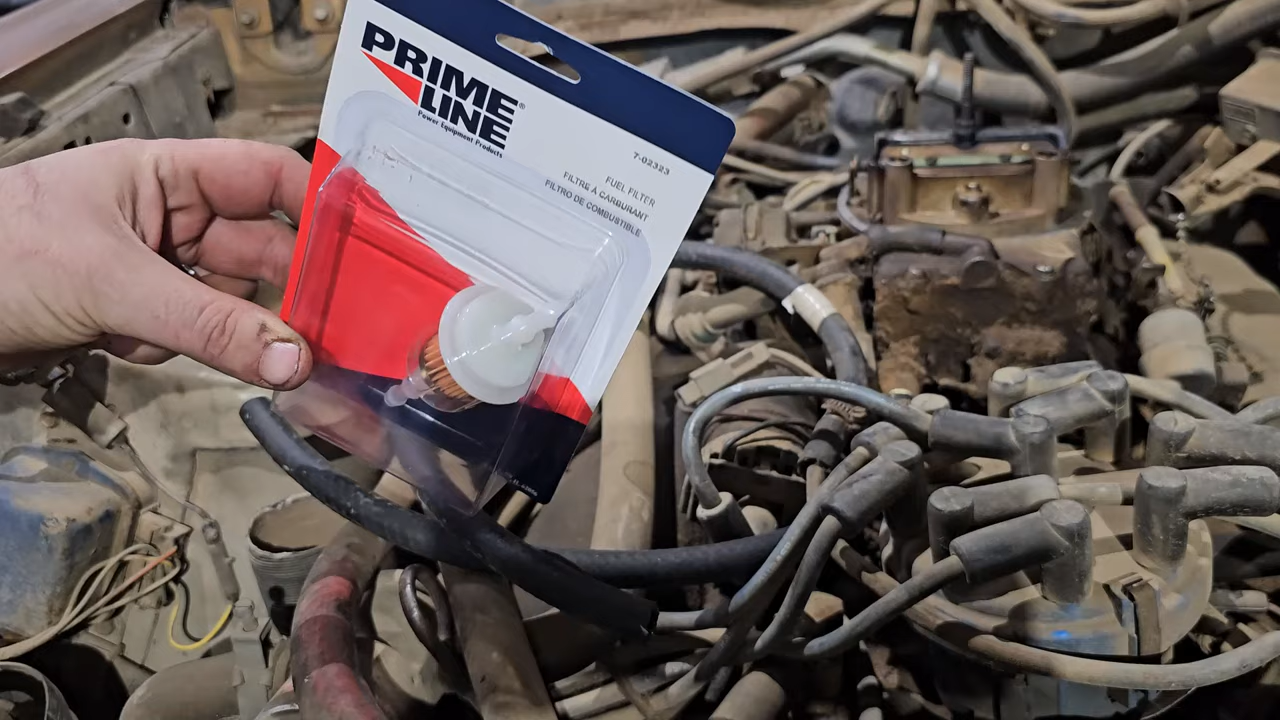 PRIME
LINE®
Power Equipment Products
7-02323
FUEL FILTER
FILTRE À CARBURANT
FILTRO DE COMBUSTIBLE